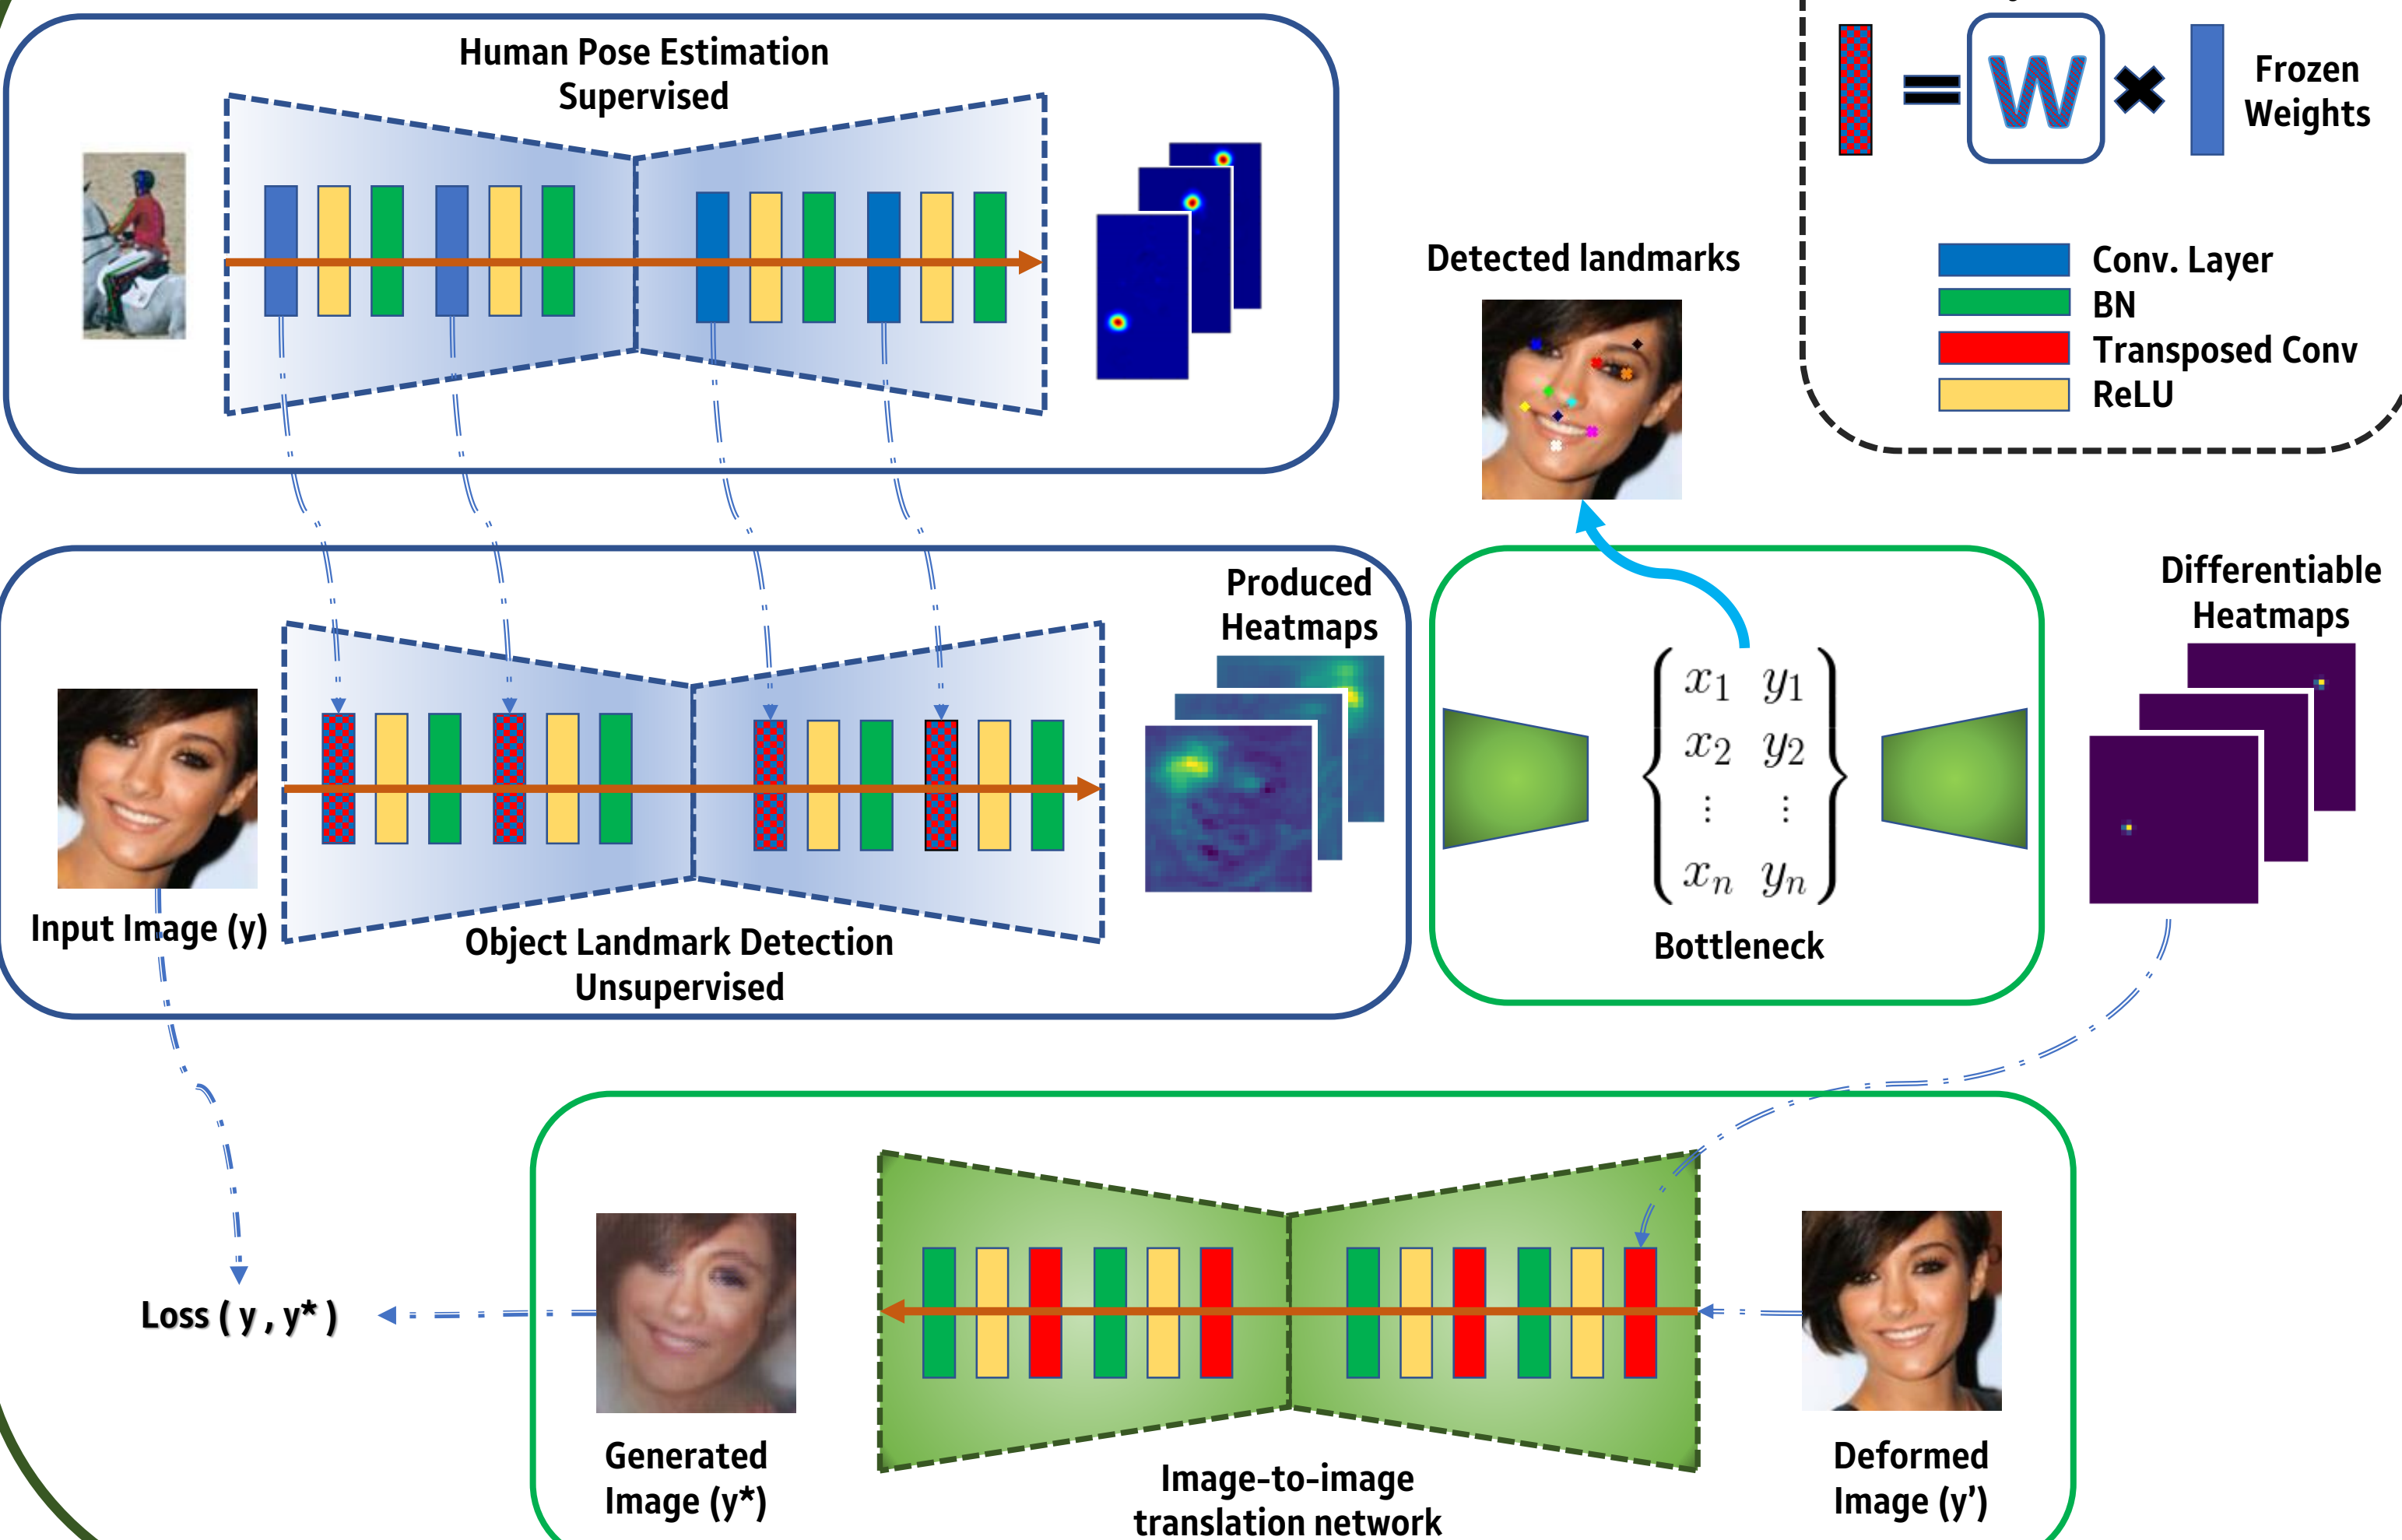 Human Pose Estimation
Supervised
W
Frozen
Weights
Conv. Layer
BN
Transposed Conv
ReLU
Detected landmarks
Produced
Heatmaps
Differentiable
Heatmaps
x1 y1
x2 y2
⋮ ⋮
xn yn
Bottleneck
Input Image (y)
Object Landmark Detection
Unsupervised
Loss ( y , y* )
Generated
Image (y*)
Image-to-image
translation network
Deformed
Image (y’)